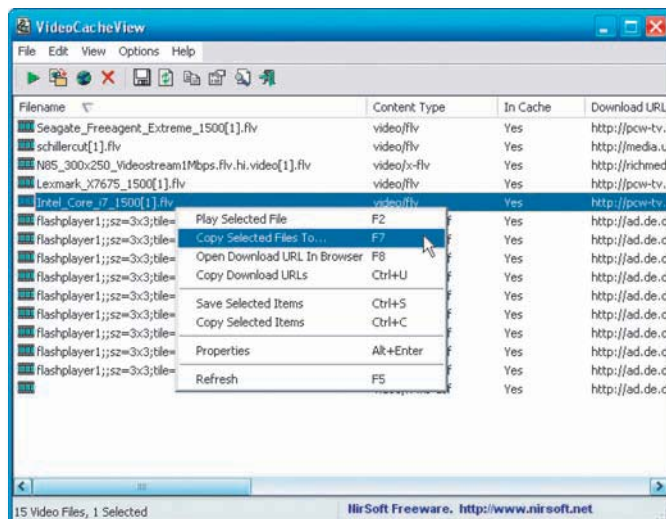 VideoCacheView
File Edit View Options Help
Filename Content Type In Cache Download URL
Seagate_Freeagent_Extreme_1500[1].flv video/flv Yes http://pcw-tv.
schillercut[1].flv video/flv Yes http://media.u
N85_300x250_Videostream1Mbps.flv.hi.video[1].flv video/x-flv Yes http://richmed
Lexmark_X7675_1500[1].flv video/flv Yes http://pcw-tv.
Intel_Core_i7_1500[1].flv video/flv Yes http://pcw-tv.
flashplayer1;;sz=3x3;tile= Yes http://ad.de.c
flashplayer1;;sz=3x3;tile= Yes http://ad.de.c
flashplayer1;;sz=3x3;tile= Yes http://ad.de.c
flashplayer1;;sz=3x3;tile= Yes http://ad.de.c
flashplayer1;;sz=3x3;tile= Yes http://ad.de.c
flashplayer1;;sz=3x3;tile= Yes http://ad.de.c
flashplayer1;;sz=3x3;tile= Yes http://ad.de.c
flashplayer1;;sz=3x3;tile= Yes http://ad.de.c
flashplayer1;;sz=3x3;tile= Yes http://ad.de.c
Yes http://ad.de.c
Play Selected File F2
Copy Selected Files To... F7
Open Download URL In Browser F8
Copy Download URLs Ctrl+U
Save Selected Items Ctrl+S
Copy Selected Items Ctrl+C
Properties Alt+Enter
Refresh F5
15 Video Files, 1 Selected NirSoft Freeware. http://www.nirsoft.net